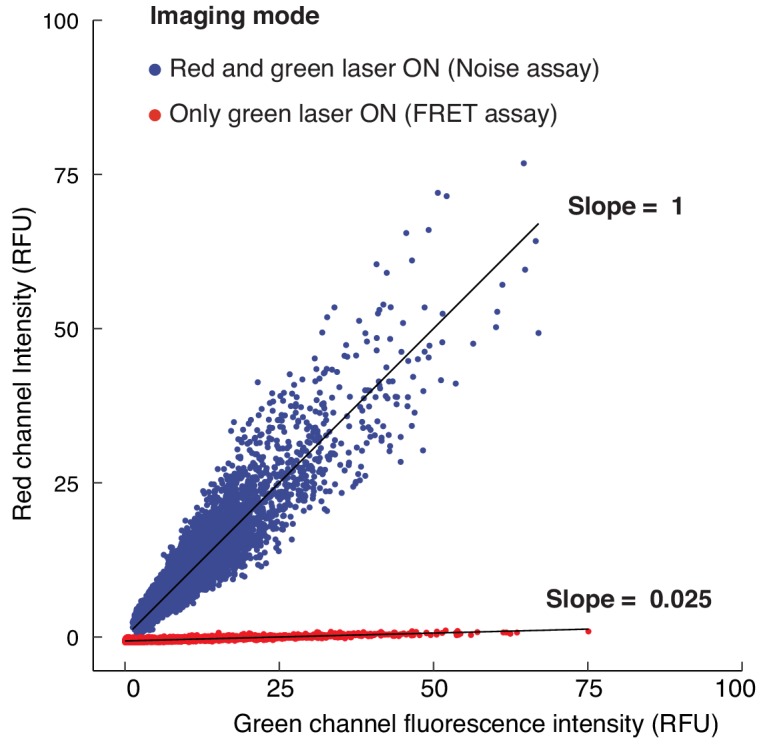 Imaging mode
Red and green laser ON (Noise assay)
Only green laser ON (FRET assay)
100
75
50
25
0
Red channel Intensity (RFU)
Slope = 1
Slope = 0.025
0 25 50 75 100
Green channel fluorescence intensity (RFU)